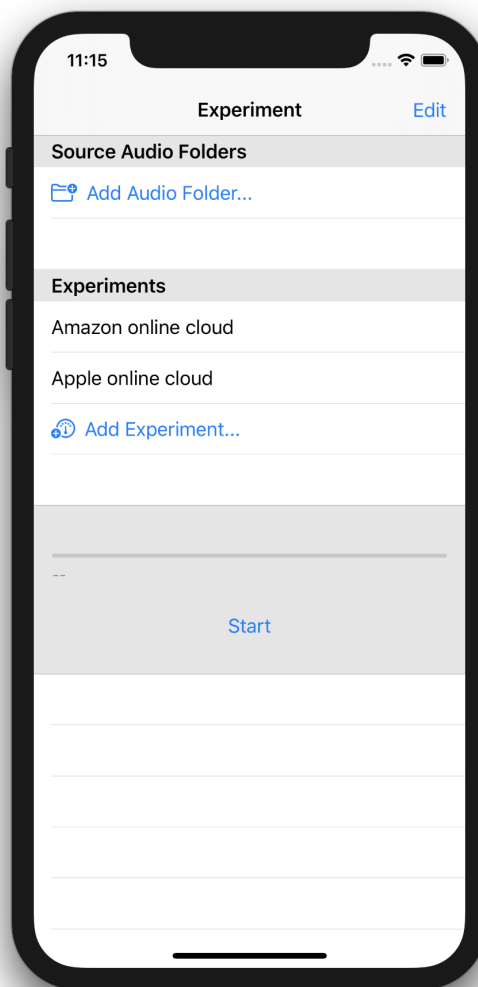 11:15
Experiment
Edit
Source Audio Folders
Add Audio Folder...
Experiments
Amazon online cloud
Apple online cloud
Add Experiment...
--
Start